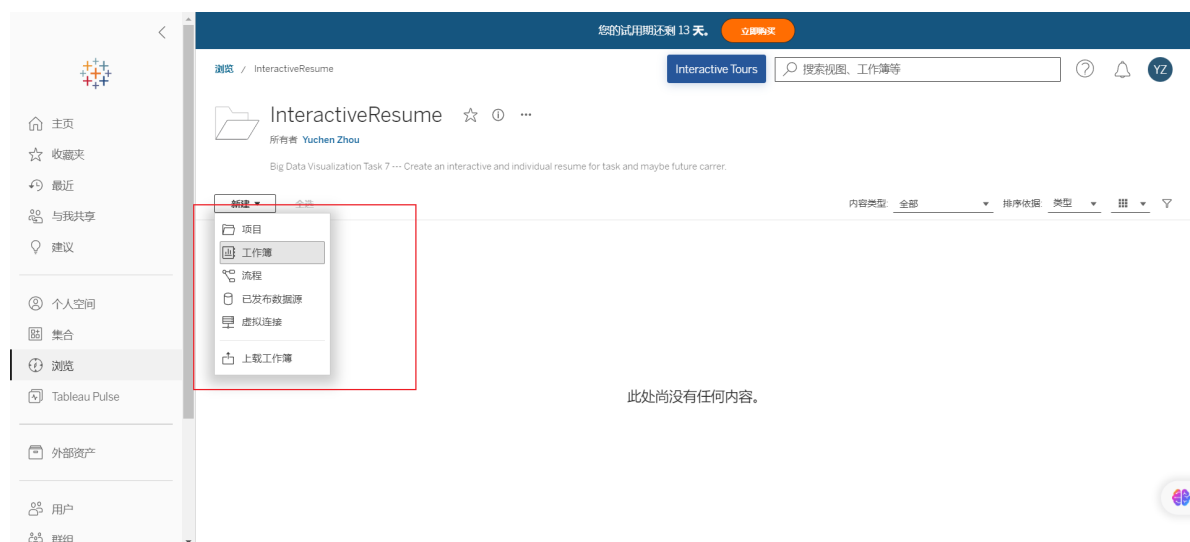 您的试用期还剩 13 天。 立即购买
浏览 / InteractiveResume
Interactive Tours
搜索视图、工作簿等
YZ
InteractiveResume
所有者 Yuchen Zhou
Big Data Visualization Task 7 --- Create an interactive and individual resume for task and maybe future carrer.
主页
收藏夹
最近
与我共享
建议
个人空间
集合
浏览
Tableau Pulse
外部资产
用户
群组
新建 全选
内容类型: 全部 排序依据: 类型
项目
工作簿
流程
已发布数据源
虚拟连接
上载工作簿
此处尚没有任何内容。